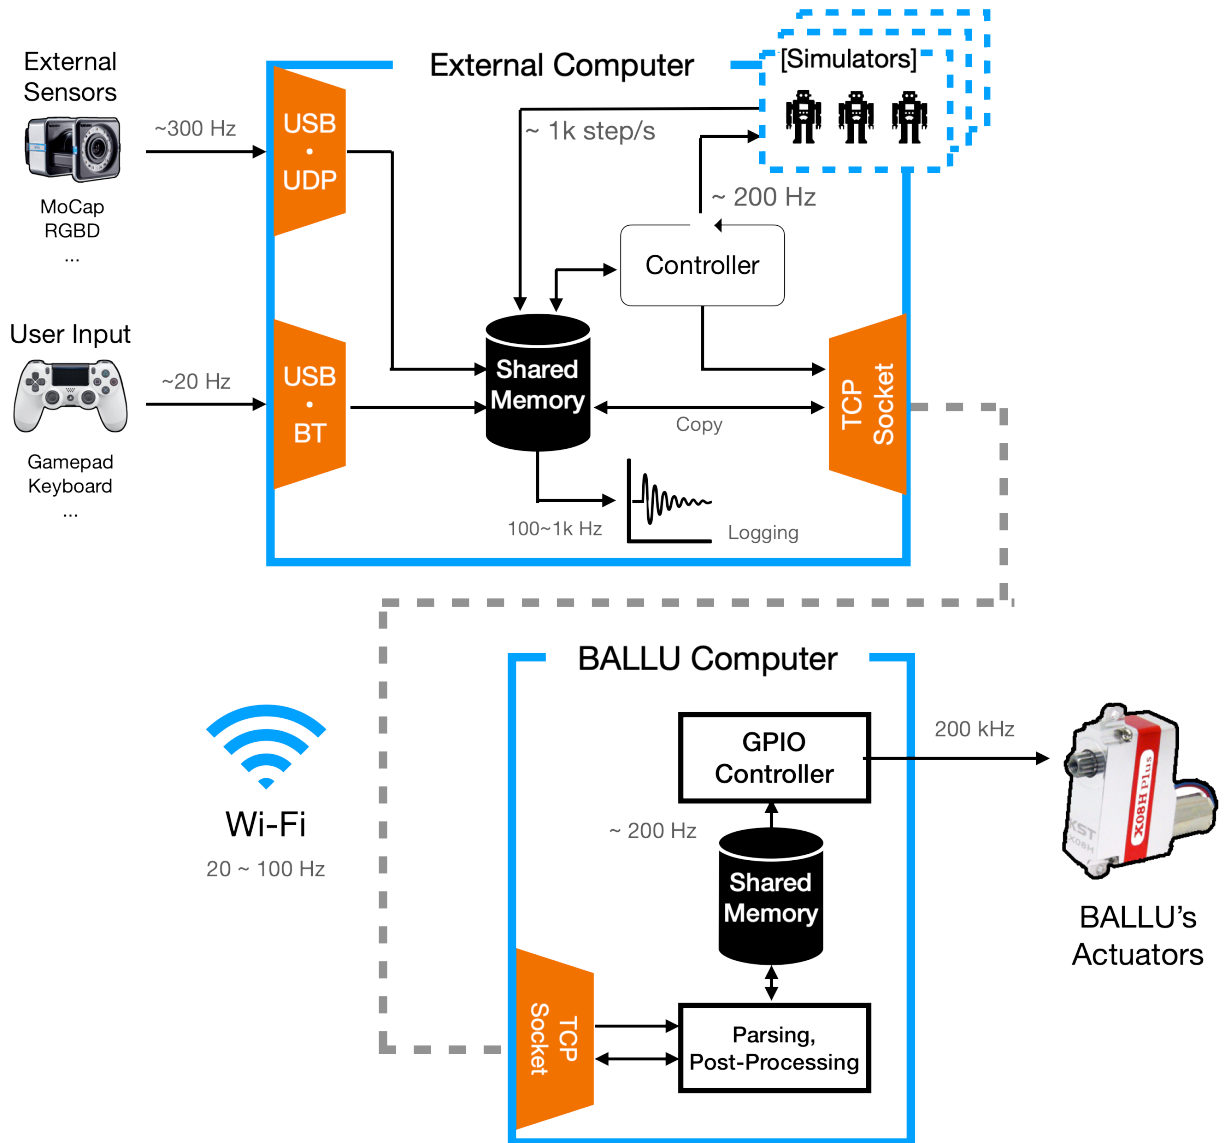 External Computer
[Simulators]
External
Sensors
~300 Hz
MoCap
RGBD
...
USB
·
UDP
~ 1k step/s
~ 200 Hz
Controller
User Input
~20 Hz
Gamepad
Keyboard
...
USB
·
BT
Shared
Memory
Copy
TCP
Socket
100~1k Hz
Logging
Wi-Fi
20 ~ 100 Hz
BALLU Computer
GPIO
Controller
200 kHz
~ 200 Hz
Shared
Memory
TCP
Socket
Parsing,
Post-Processing
X08H Plus
KST
X08H
BALLU’s
Actuators